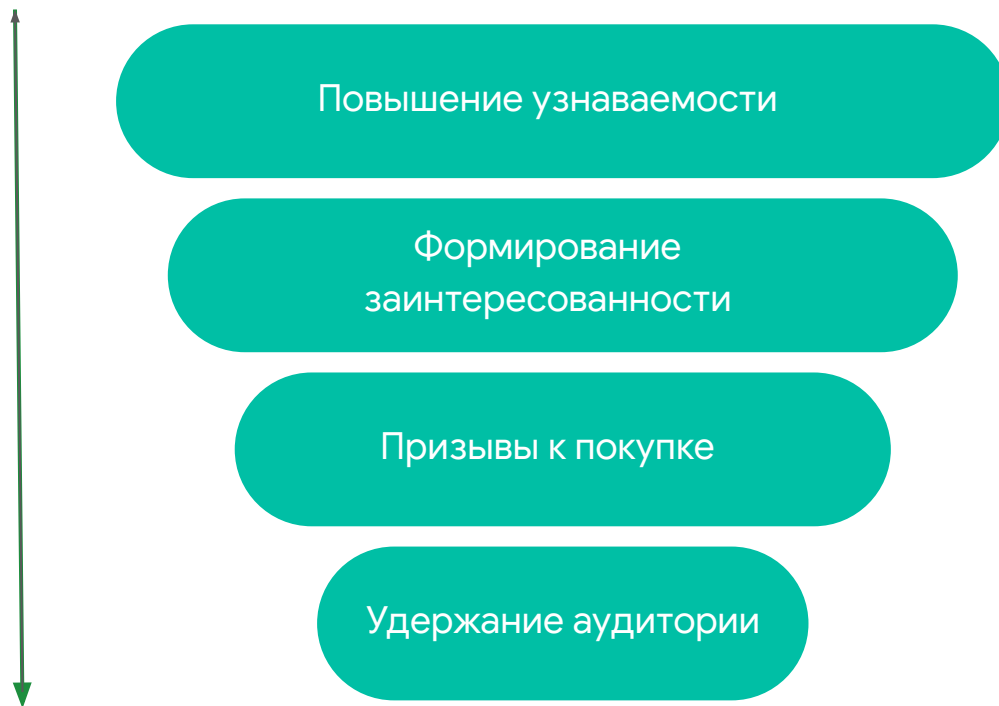 Повышение узнаваемости
Формирование
заинтересованности
Призывы к покупке
Удержание аудитории